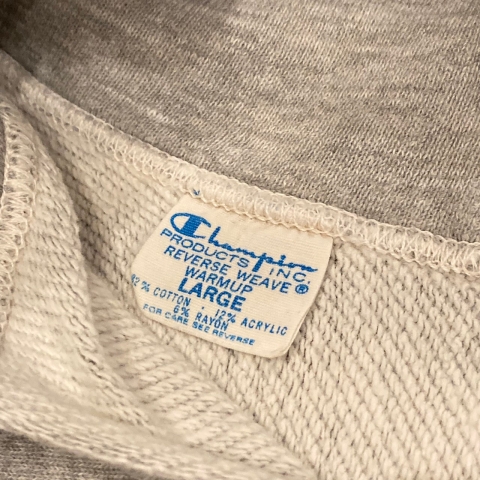 Champion
PRODUCTS INC.
REVERSE WEAVE®
WARMUP
LARGE
82% COTTON · 12% ACRYLIC
6% RAYON
FOR CARE SEE REVERSE